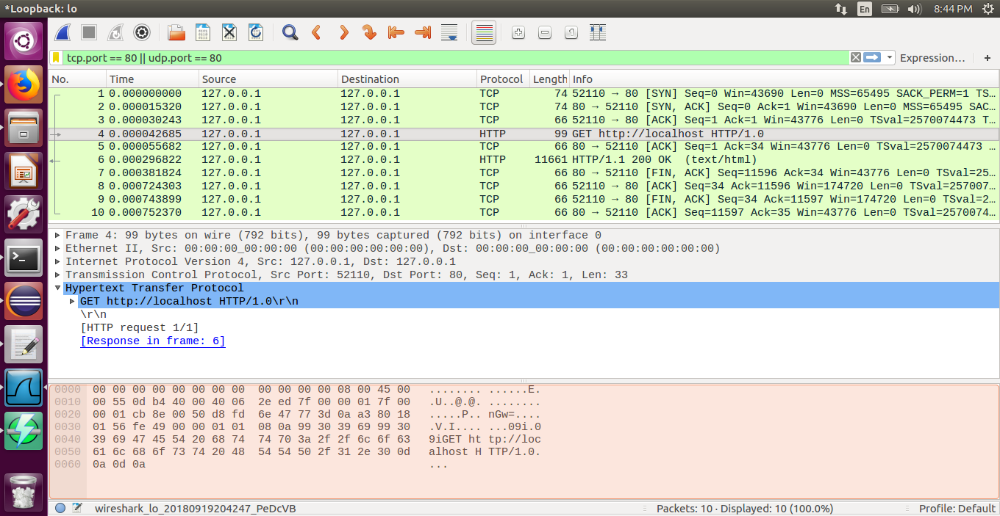 *Loopback: lo
En
8:44 PM
tcp.port == 80 || udp.port == 80
Expression…
+
No. Time Source Destination Protocol Length Info
1 0.000000000 127.0.0.1 127.0.0.1 TCP 74 52110 → 80 [SYN] Seq=0 Win=43690 Len=0 MSS=65495 SACK_PERM=1 TS…
2 0.000015320 127.0.0.1 127.0.0.1 TCP 74 80 → 52110 [SYN, ACK] Seq=0 Ack=1 Win=43690 Len=0 MSS=65495 SAC…
3 0.000030243 127.0.0.1 127.0.0.1 TCP 66 52110 → 80 [ACK] Seq=1 Ack=1 Win=43776 Len=0 TSval=2570074473 T…
4 0.000042685 127.0.0.1 127.0.0.1 HTTP 99 GET http://localhost HTTP/1.0
5 0.000055682 127.0.0.1 127.0.0.1 TCP 66 80 → 52110 [ACK] Seq=1 Ack=34 Win=43776 Len=0 TSval=2570074473 …
6 0.000296822 127.0.0.1 127.0.0.1 HTTP 11661 HTTP/1.1 200 OK (text/html)
7 0.000381824 127.0.0.1 127.0.0.1 TCP 66 80 → 52110 [FIN, ACK] Seq=11596 Ack=34 Win=43776 Len=0 TSval=25…
8 0.000724303 127.0.0.1 127.0.0.1 TCP 66 52110 → 80 [ACK] Seq=34 Ack=11596 Win=174720 Len=0 TSval=257007…
9 0.000743899 127.0.0.1 127.0.0.1 TCP 66 52110 → 80 [FIN, ACK] Seq=34 Ack=11597 Win=174720 Len=0 TSval=2…
10 0.000752370 127.0.0.1 127.0.0.1 TCP 66 80 → 52110 [ACK] Seq=11597 Ack=35 Win=43776 Len=0 TSval=2570074…
Frame 4: 99 bytes on wire (792 bits), 99 bytes captured (792 bits) on interface 0
Ethernet II, Src: 00:00:00_00:00:00 (00:00:00:00:00:00), Dst: 00:00:00_00:00:00 (00:00:00:00:00:00)
Internet Protocol Version 4, Src: 127.0.0.1, Dst: 127.0.0.1
Transmission Control Protocol, Src Port: 52110, Dst Port: 80, Seq: 1, Ack: 1, Len: 33
Hypertext Transfer Protocol
GET http://localhost HTTP/1.0\r\n
\r\n
[HTTP request 1/1]
[Response in frame: 6]
0000 00 00 00 00 00 00 00 00 00 00 00 00 08 00 45 00 ........ ......E.
0010 00 55 0d b4 40 00 40 06 2e ed 7f 00 00 01 7f 00 .U..@.@. ........
0020 00 01 cb 8e 00 50 d8 fd 6e 47 77 3d 0a a3 80 18 .....P.. nGw=....
0030 01 56 fe 49 00 00 01 01 08 0a 99 30 39 69 99 30 .V.I.... ...09i.0
0040 39 69 47 45 54 20 68 74 74 70 3a 2f 2f 6c 6f 63 9iGET ht tp://loc
0050 61 6c 68 6f 73 74 20 48 54 54 50 2f 31 2e 30 0d alhost H TTP/1.0.
0060 0a 0d 0a ...
wireshark_lo_20180919204247_PeDcVB
Packets: 10 · Displayed: 10 (100.0%)
Profile: Default